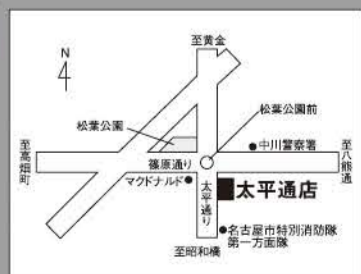 至黄金
N
松葉公園前
松葉公園
中川警察署
至高畑町
篠原通り
至八熊通
マクドナルド
太平通り
太平通店
名古屋市特別消防隊
第一方面隊
至昭和橋